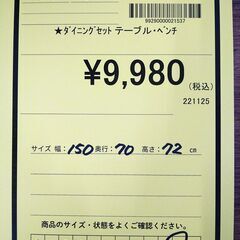 99290000021537
★ダイニングセット テーブル・ベンチ
¥9,980
(税込)
221125
サイズ 幅: 150 奥行: 70 高さ: 72 cm
商品のサイズ・状態をよくご確認ください。